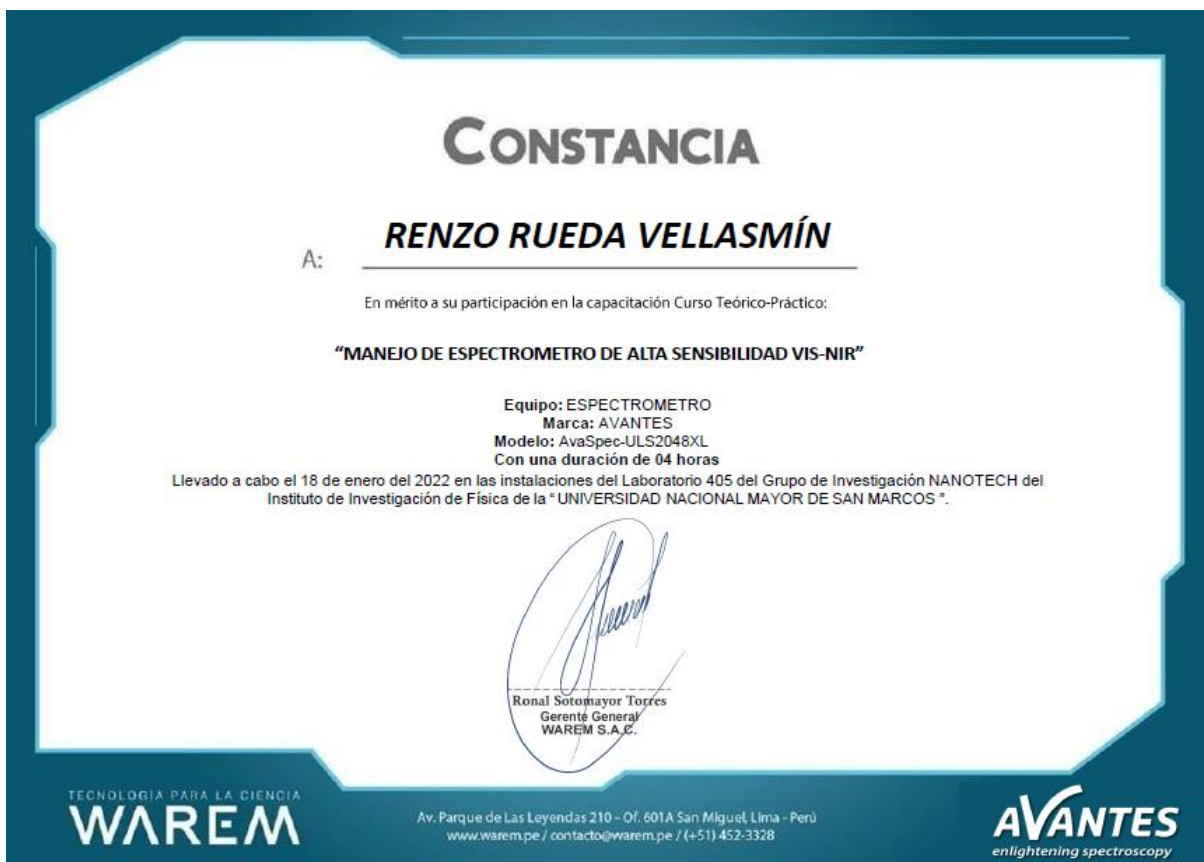 CONSTANCIA
A: RENZO RUEDA VELLASMÍN
En mérito a su participación en la capacitación Curso Teórico-Práctico:
“MANEJO DE ESPECTROMETRO DE ALTA SENSIBILIDAD VIS-NIR”
Equipo: ESPECTROMETRO
Marca: AVANTES
Modelo: AvaSpec-ULS2048XL
Con una duración de 04 horas
Llevado a cabo el 18 de enero del 2022 en las instalaciones del Laboratorio 405 del Grupo de Investigación NANOTECH del
Instituto de Investigación de Física de la “ UNIVERSIDAD NACIONAL MAYOR DE SAN MARCOS ”.
Ronal Sotomayor Torres
Gerente General
WAREM S.A.C.
TECNOLOGÍA PARA LA CIENCIA
WAREM
Av. Parque de Las Leyendas 210 – Of. 601A San Miguel, Lima - Perú
www.warem.pe / contacto@warem.pe / (+51) 452-3328
AVANTES
enlightening spectroscopy